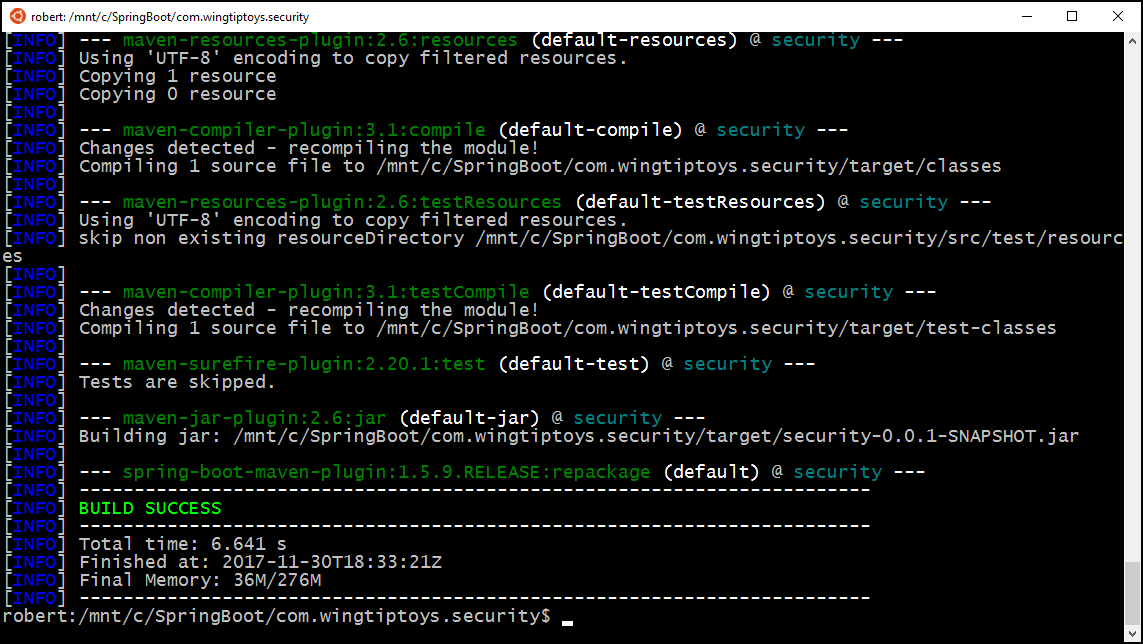 robert: /mnt/c/SpringBoot/com.wingtiptoys.security
[INFO] --- maven-resources-plugin:2.6:resources (default-resources) @ security ---
[INFO] Using 'UTF-8' encoding to copy filtered resources.
[INFO] Copying 1 resource
[INFO] Copying 0 resource
[INFO]
[INFO] --- maven-compiler-plugin:3.1:compile (default-compile) @ security ---
[INFO] Changes detected - recompiling the module!
[INFO] Compiling 1 source file to /mnt/c/SpringBoot/com.wingtiptoys.security/target/classes
[INFO]
[INFO] --- maven-resources-plugin:2.6:testResources (default-testResources) @ security ---
[INFO] Using 'UTF-8' encoding to copy filtered resources.
[INFO] skip non existing resourceDirectory /mnt/c/SpringBoot/com.wingtiptoys.security/src/test/resourc
es
[INFO]
[INFO] --- maven-compiler-plugin:3.1:testCompile (default-testCompile) @ security ---
[INFO] Changes detected - recompiling the module!
[INFO] Compiling 1 source file to /mnt/c/SpringBoot/com.wingtiptoys.security/target/test-classes
[INFO]
[INFO] --- maven-surefire-plugin:2.20.1:test (default-test) @ security ---
[INFO] Tests are skipped.
[INFO]
[INFO] --- maven-jar-plugin:2.6:jar (default-jar) @ security ---
[INFO] Building jar: /mnt/c/SpringBoot/com.wingtiptoys.security/target/security-0.0.1-SNAPSHOT.jar
[INFO]
[INFO] --- spring-boot-maven-plugin:1.5.9.RELEASE:repackage (default) @ security ---
[INFO] ------------------------------------------------------------------------
[INFO] BUILD SUCCESS
[INFO] ------------------------------------------------------------------------
[INFO] Total time: 6.641 s
[INFO] Finished at: 2017-11-30T18:33:21Z
[INFO] Final Memory: 36M/276M
[INFO] ------------------------------------------------------------------------
robert:/mnt/c/SpringBoot/com.wingtiptoys.security$